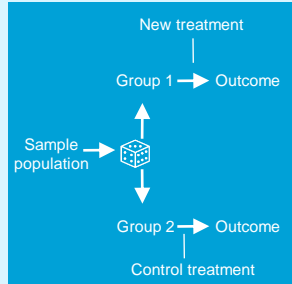 New treatment
Group 1 Outcome
Sample
population
Group 2 Outcome
Control treatment